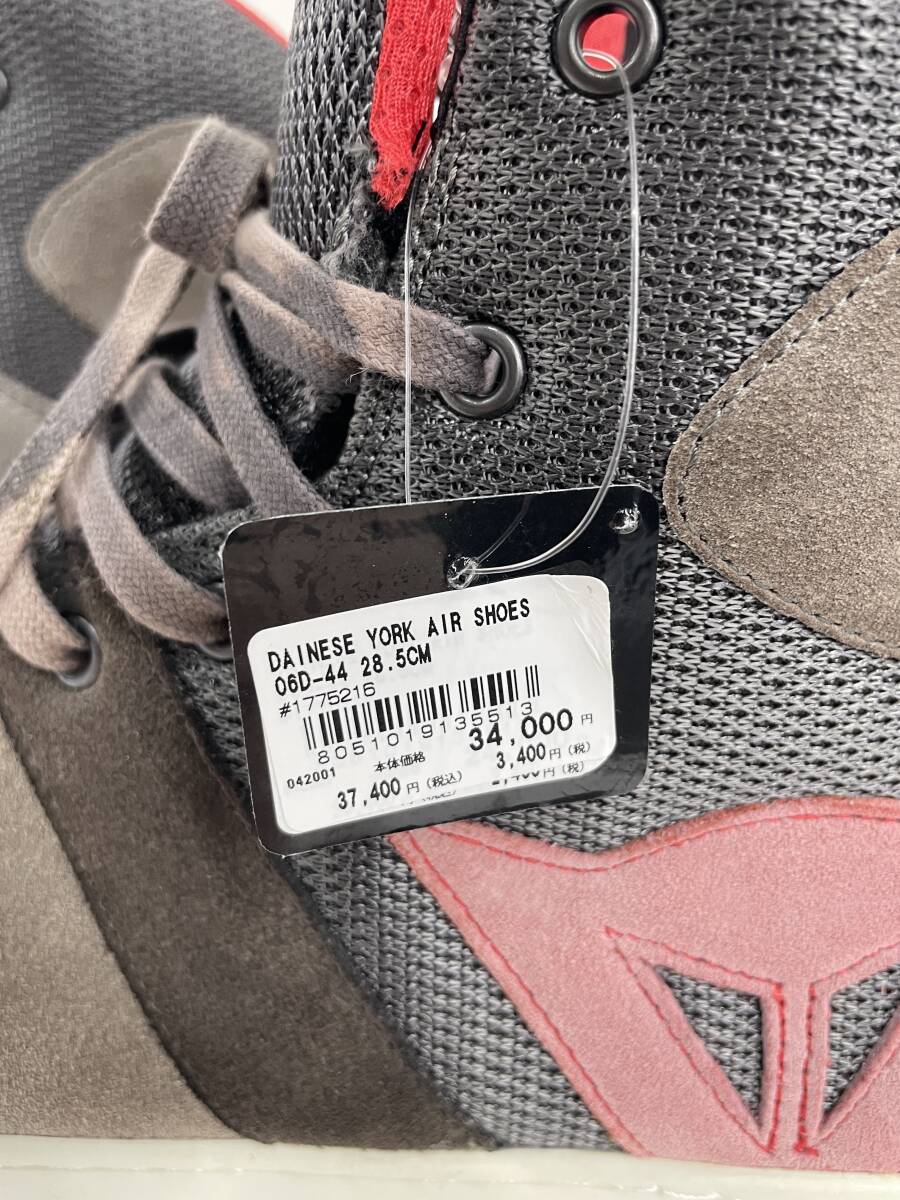 DAINESE YORK AIR SHOES
06D-44 28.5CM
#1775216
8051019135513
042001 本体価格 34,000円
3,400円(税)
37,400円(税込)